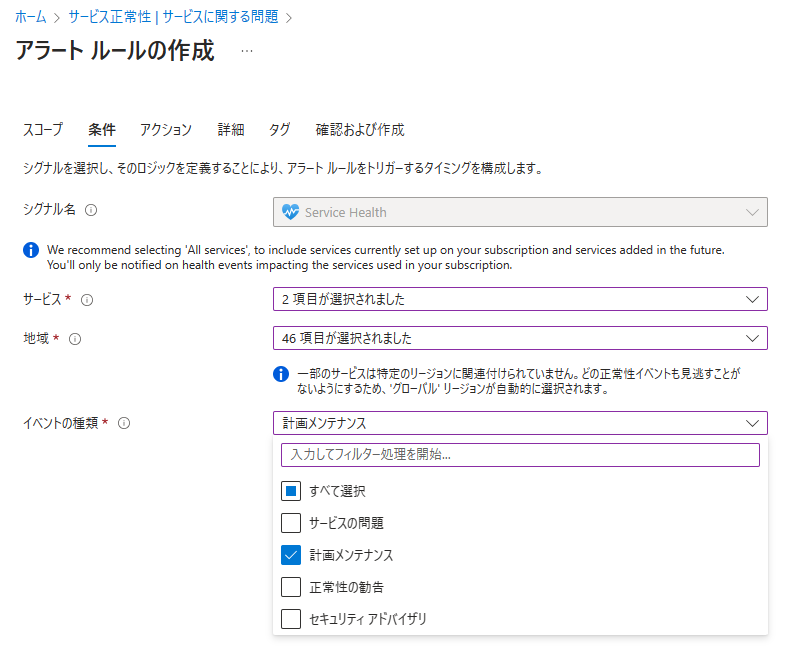 ホーム > サービス正常性 | サービスに関する問題 >
アラート ルールの作成 …
スコープ 条件 アクション 詳細 タグ 確認および作成
シグナルを選択し、そのロジックを定義することにより、アラート ルールをトリガーするタイミングを構成します。
シグナル名 Service Health
We recommend selecting 'All services', to include services currently set up on your subscription and services added in the future.
You'll only be notified on health events impacting the services used in your subscription.
サービス * 2 項目が選択されました
地域 * 46 項目が選択されました
一部のサービスは特定のリージョンに関連付けられていません。どの正常性イベントも見逃すことが
ないようにするため、'グローバル' リージョンが自動的に選択されます。
イベントの種類 * 計画メンテナンス
入力してフィルター処理を開始...
すべて選択
サービスの問題
計画メンテナンス
正常性の勧告
セキュリティ アドバイザリ